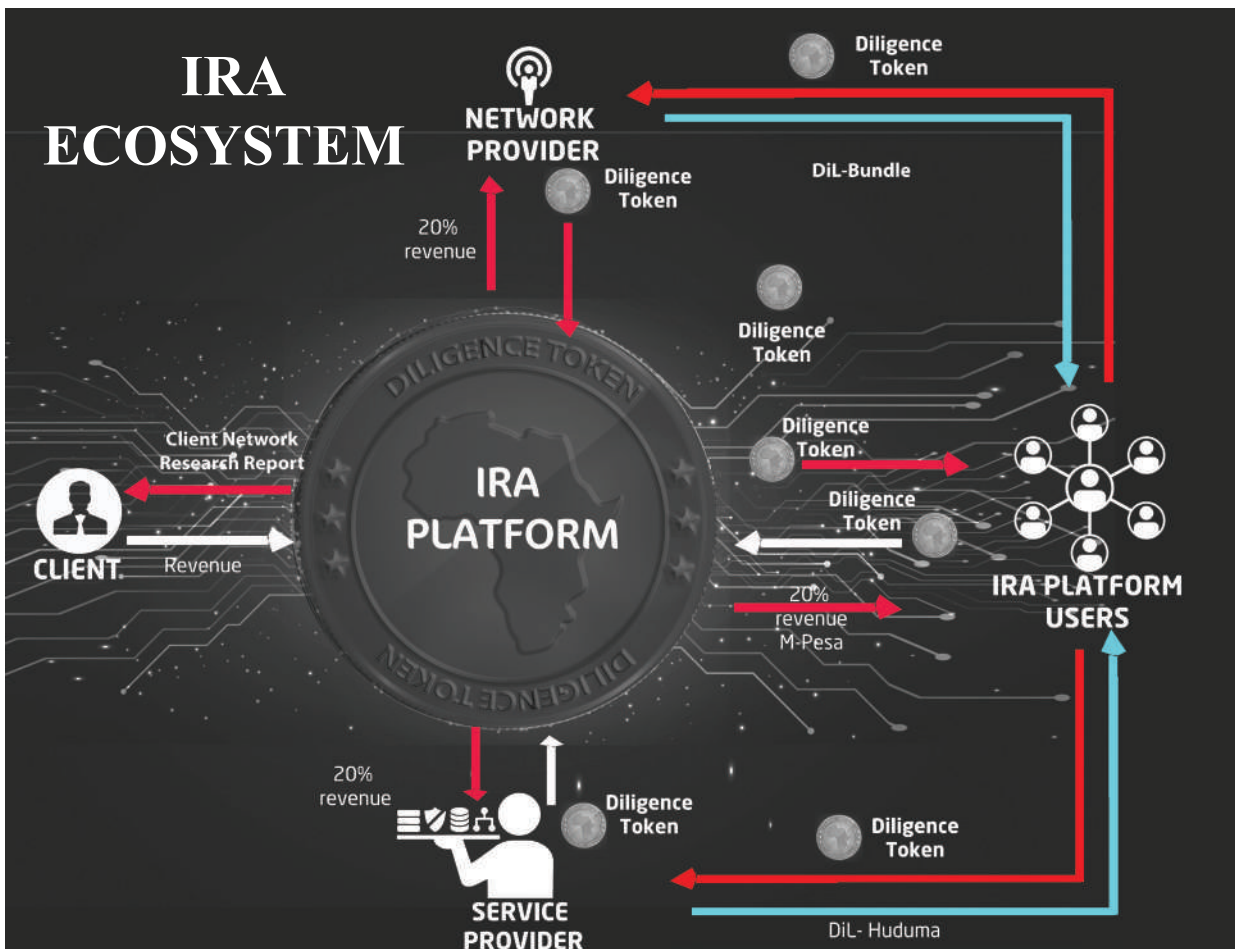 IRA
ECOSYSTEM
NETWORK
PROVIDER
Diligence
Token
DiL-Bundle
Diligence
Token
20%
revenue
Diligence
Token
DILIGENCE TOKEN
Client Network
Research Report
CLIENT.
Revenue
IRA
PLATFORM
Diligence
Token
Diligence
Token
20%
revenue
M-Pesa
IRA PLATFORM
USERS
DILIGENCE TOKEN
20%
revenue
Diligence
Token
Diligence
Token
SERVICE
PROVIDER
DiL- Huduma